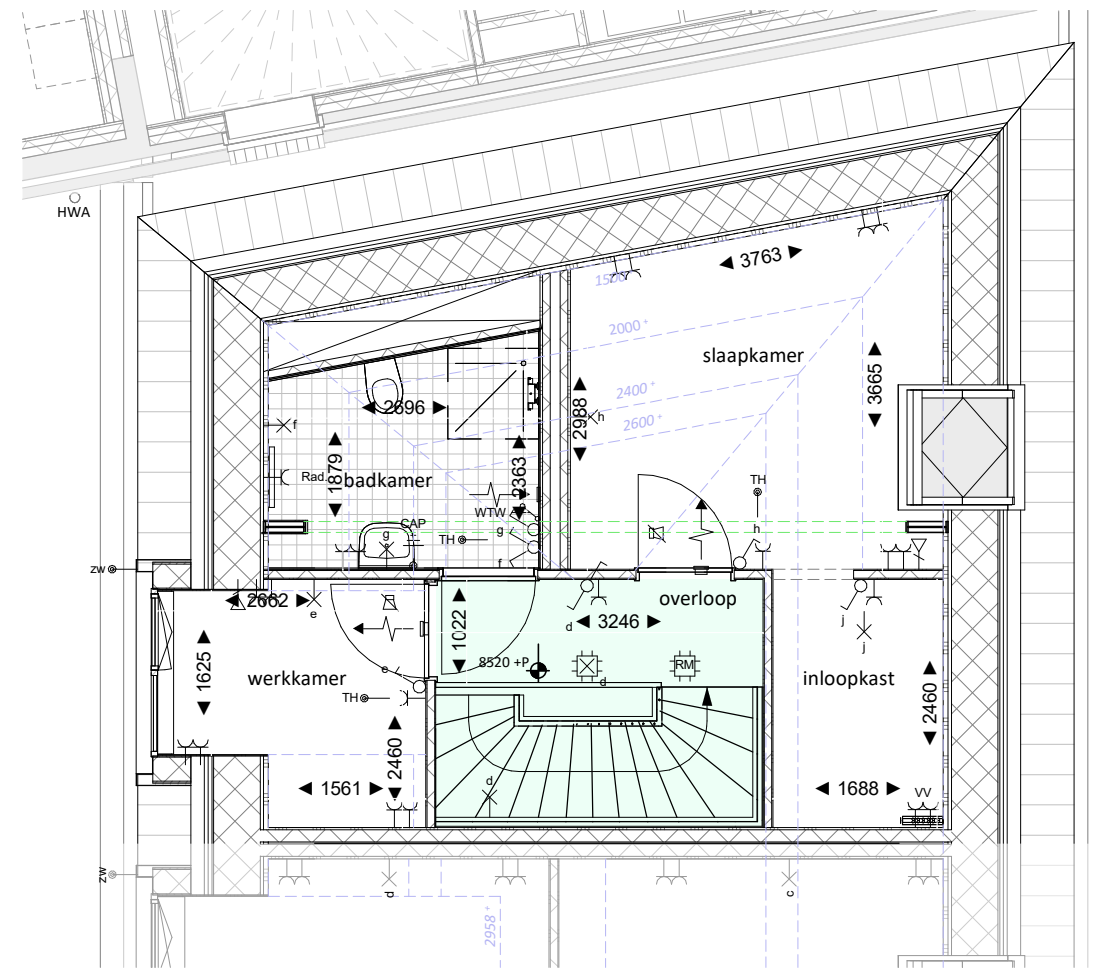 HWA
3763
1500⁺
2000⁺
slaapkamer
2400⁺
3665
2696
2988
h
2600⁺
f
1879
Rad.
badkamer
2363
TH
WTW
CAP
g
g
TH
h
f
zw
2662
e
overloop
d
3246
j
j
1022
8520 +P
RM
d
1625
werkkamer
e
inloopkast
TH
2460
2460
d
1561
1688
VV
zw
d
c
2958⁺